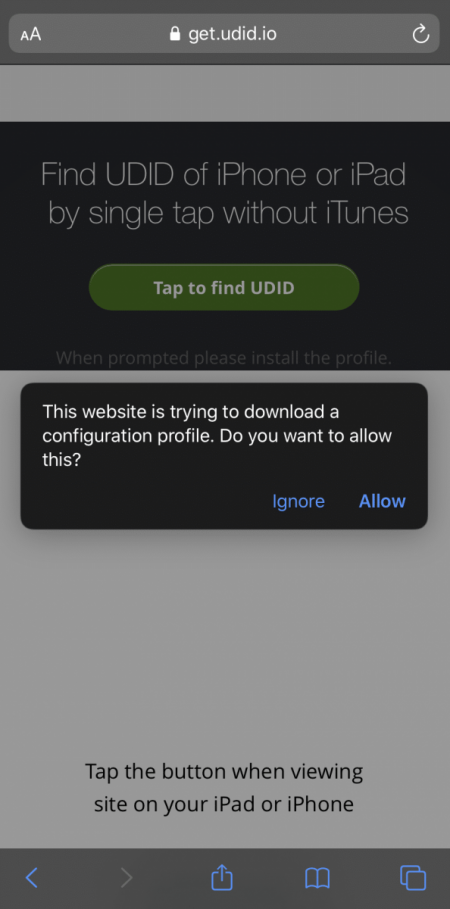 AA
get.udid.io
Find UDID of iPhone or iPad
by single tap without iTunes
Tap to find UDID
When prompted please install the profile.
This website is trying to download a
configuration profile. Do you want to allow
this?
Ignore
Allow
Tap the button when viewing
site on your iPad or iPhone